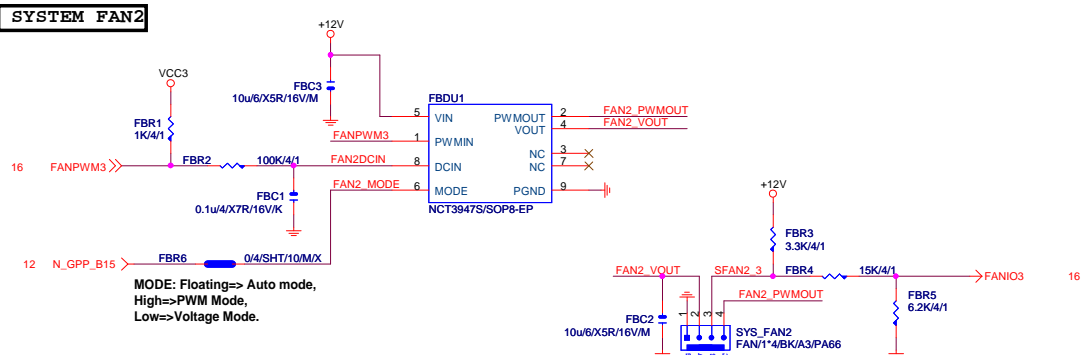 SYSTEM FAN2
+12V
VCC3
FBC3
10u/6/X5R/16V/M
FBDU1
FBR1
1K/4/1
5 VIN
PWMOUT 2 FAN2_PWMOUT
VOUT 4 FAN2_VOUT
FANPWM3 1 PWMIN
NC 3
16 FANPWM3 FBR2 100K/4/1 FAN2DCIN 8 DCIN
NC 7
FAN2_MODE 6 MODE
PGND 9
FBC1
0.1u/4/X7R/16V/K
NCT3947S/SOP8-EP
+12V
FBR3
3.3K/4/1
12 N_GPP_B15 FBR6 0/4/SHT/10/M/X
FAN2_VOUT SFAN2_3 FBR4 15K/4/1 FANIO3 16
MODE: Floating=> Auto mode,
High=>PWM Mode,
Low=>Voltage Mode.
FAN2_PWMOUT
FBR5
6.2K/4/1
1 2 3 4
FBC2
10u/6/X5R/16V/M
SYS_FAN2
FAN/1*4/BK/A3/PA66